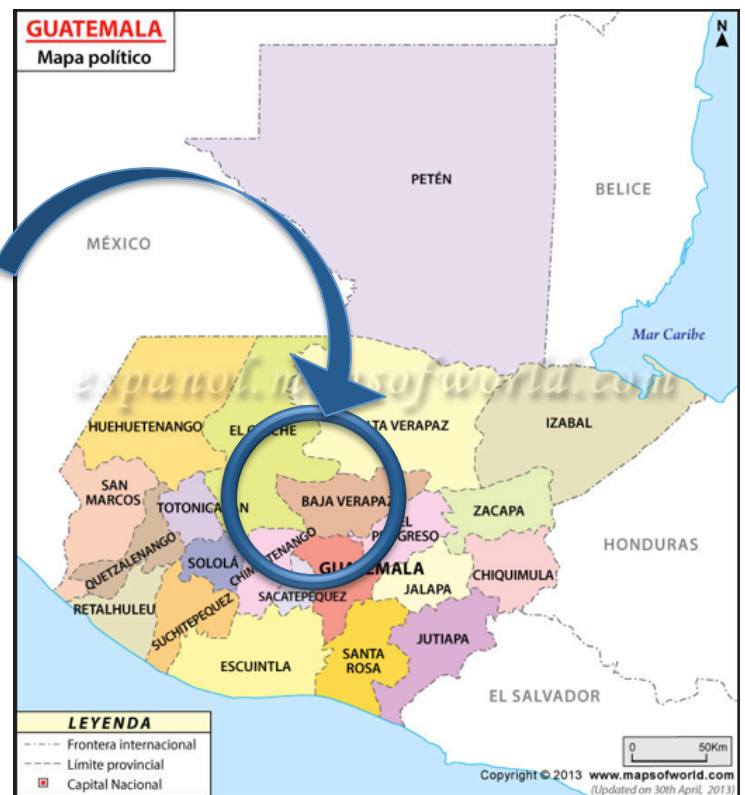 GUATEMALA
Mapa político
N
PETÉN
BELICE
MÉXICO
Mar Caribe
espanol.mapsofworld.com
HUEHUETENANGO
EL
ALTA VERAPAZ
IZABAL
SAN
MARCOS
TOTONICAPAN
BAJA VERAPAZ
EL
PROGRESO
ZACAPA
QUETZALENANGO
SOLOLÁ
CHIMALTENANGO
GUATEMALA
HONDURAS
CHIQUIMULA
JALAPA
SACATEPEQUEZ
RETALHULEU
SUCHITEPEQUEZ
JUTIAPA
SANTA
ROSA
ESCUINTLA
EL SALVADOR
LEYENDA
Frontera internacional
Límite provincial
Capital Nacional
0 50Km
Copyright © 2013 www.mapsofworld.com
(Updated on 30th April, 2013)